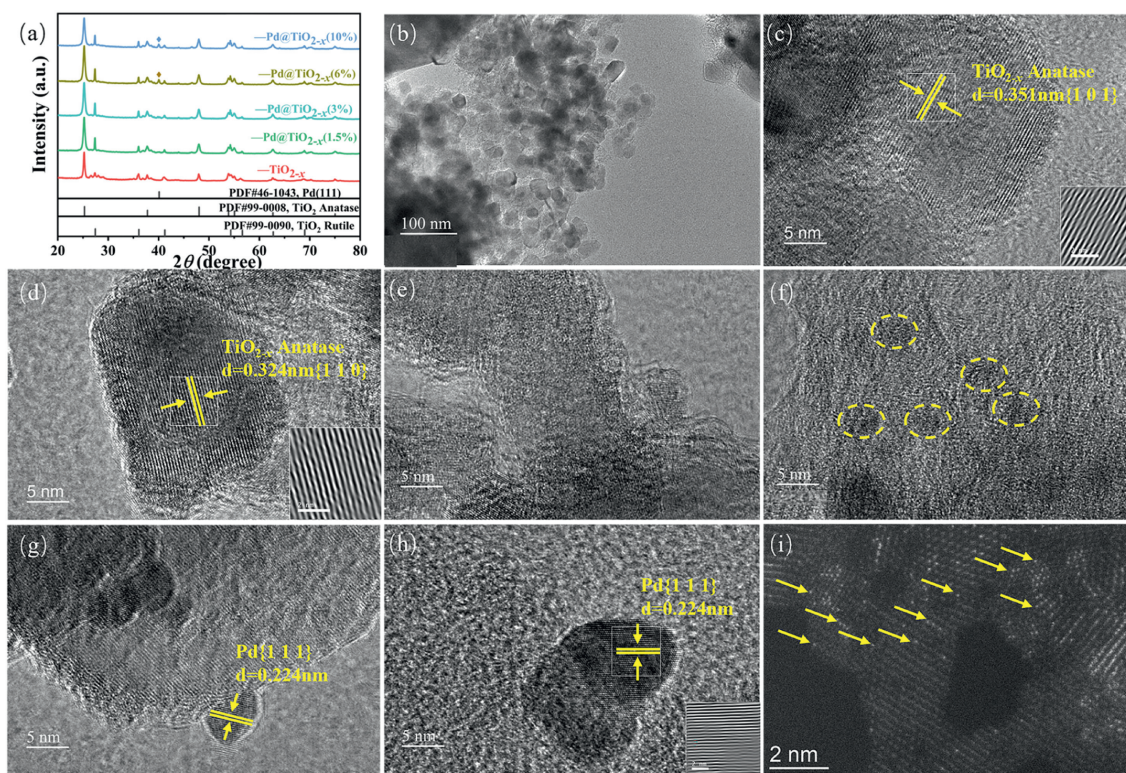 (a)
Intensity (a.u.)
—Pd@TiO2-x(10%)
—Pd@TiO2-x(6%)
—Pd@TiO2-x(3%)
—Pd@TiO2-x(1.5%)
—TiO2-x
PDF#46-1043, Pd(111)
PDF#99-0008, TiO2 Anatase
PDF#99-0090, TiO2 Rutile
20 30 40 50 60 70 80
2θ (degree)
(b)
100 nm
(c)
TiO2-x Anatase
d=0.351nm{1 0 1}
5 nm
(d)
TiO2-x Anatase
d=0.324nm{1 1 0}
5 nm
(e)
5 nm
(f)
5 nm
(g)
Pd{1 1 1}
d=0.224nm
5 nm
(h)
Pd{1 1 1}
d=0.224nm
5 nm
(i)
2 nm